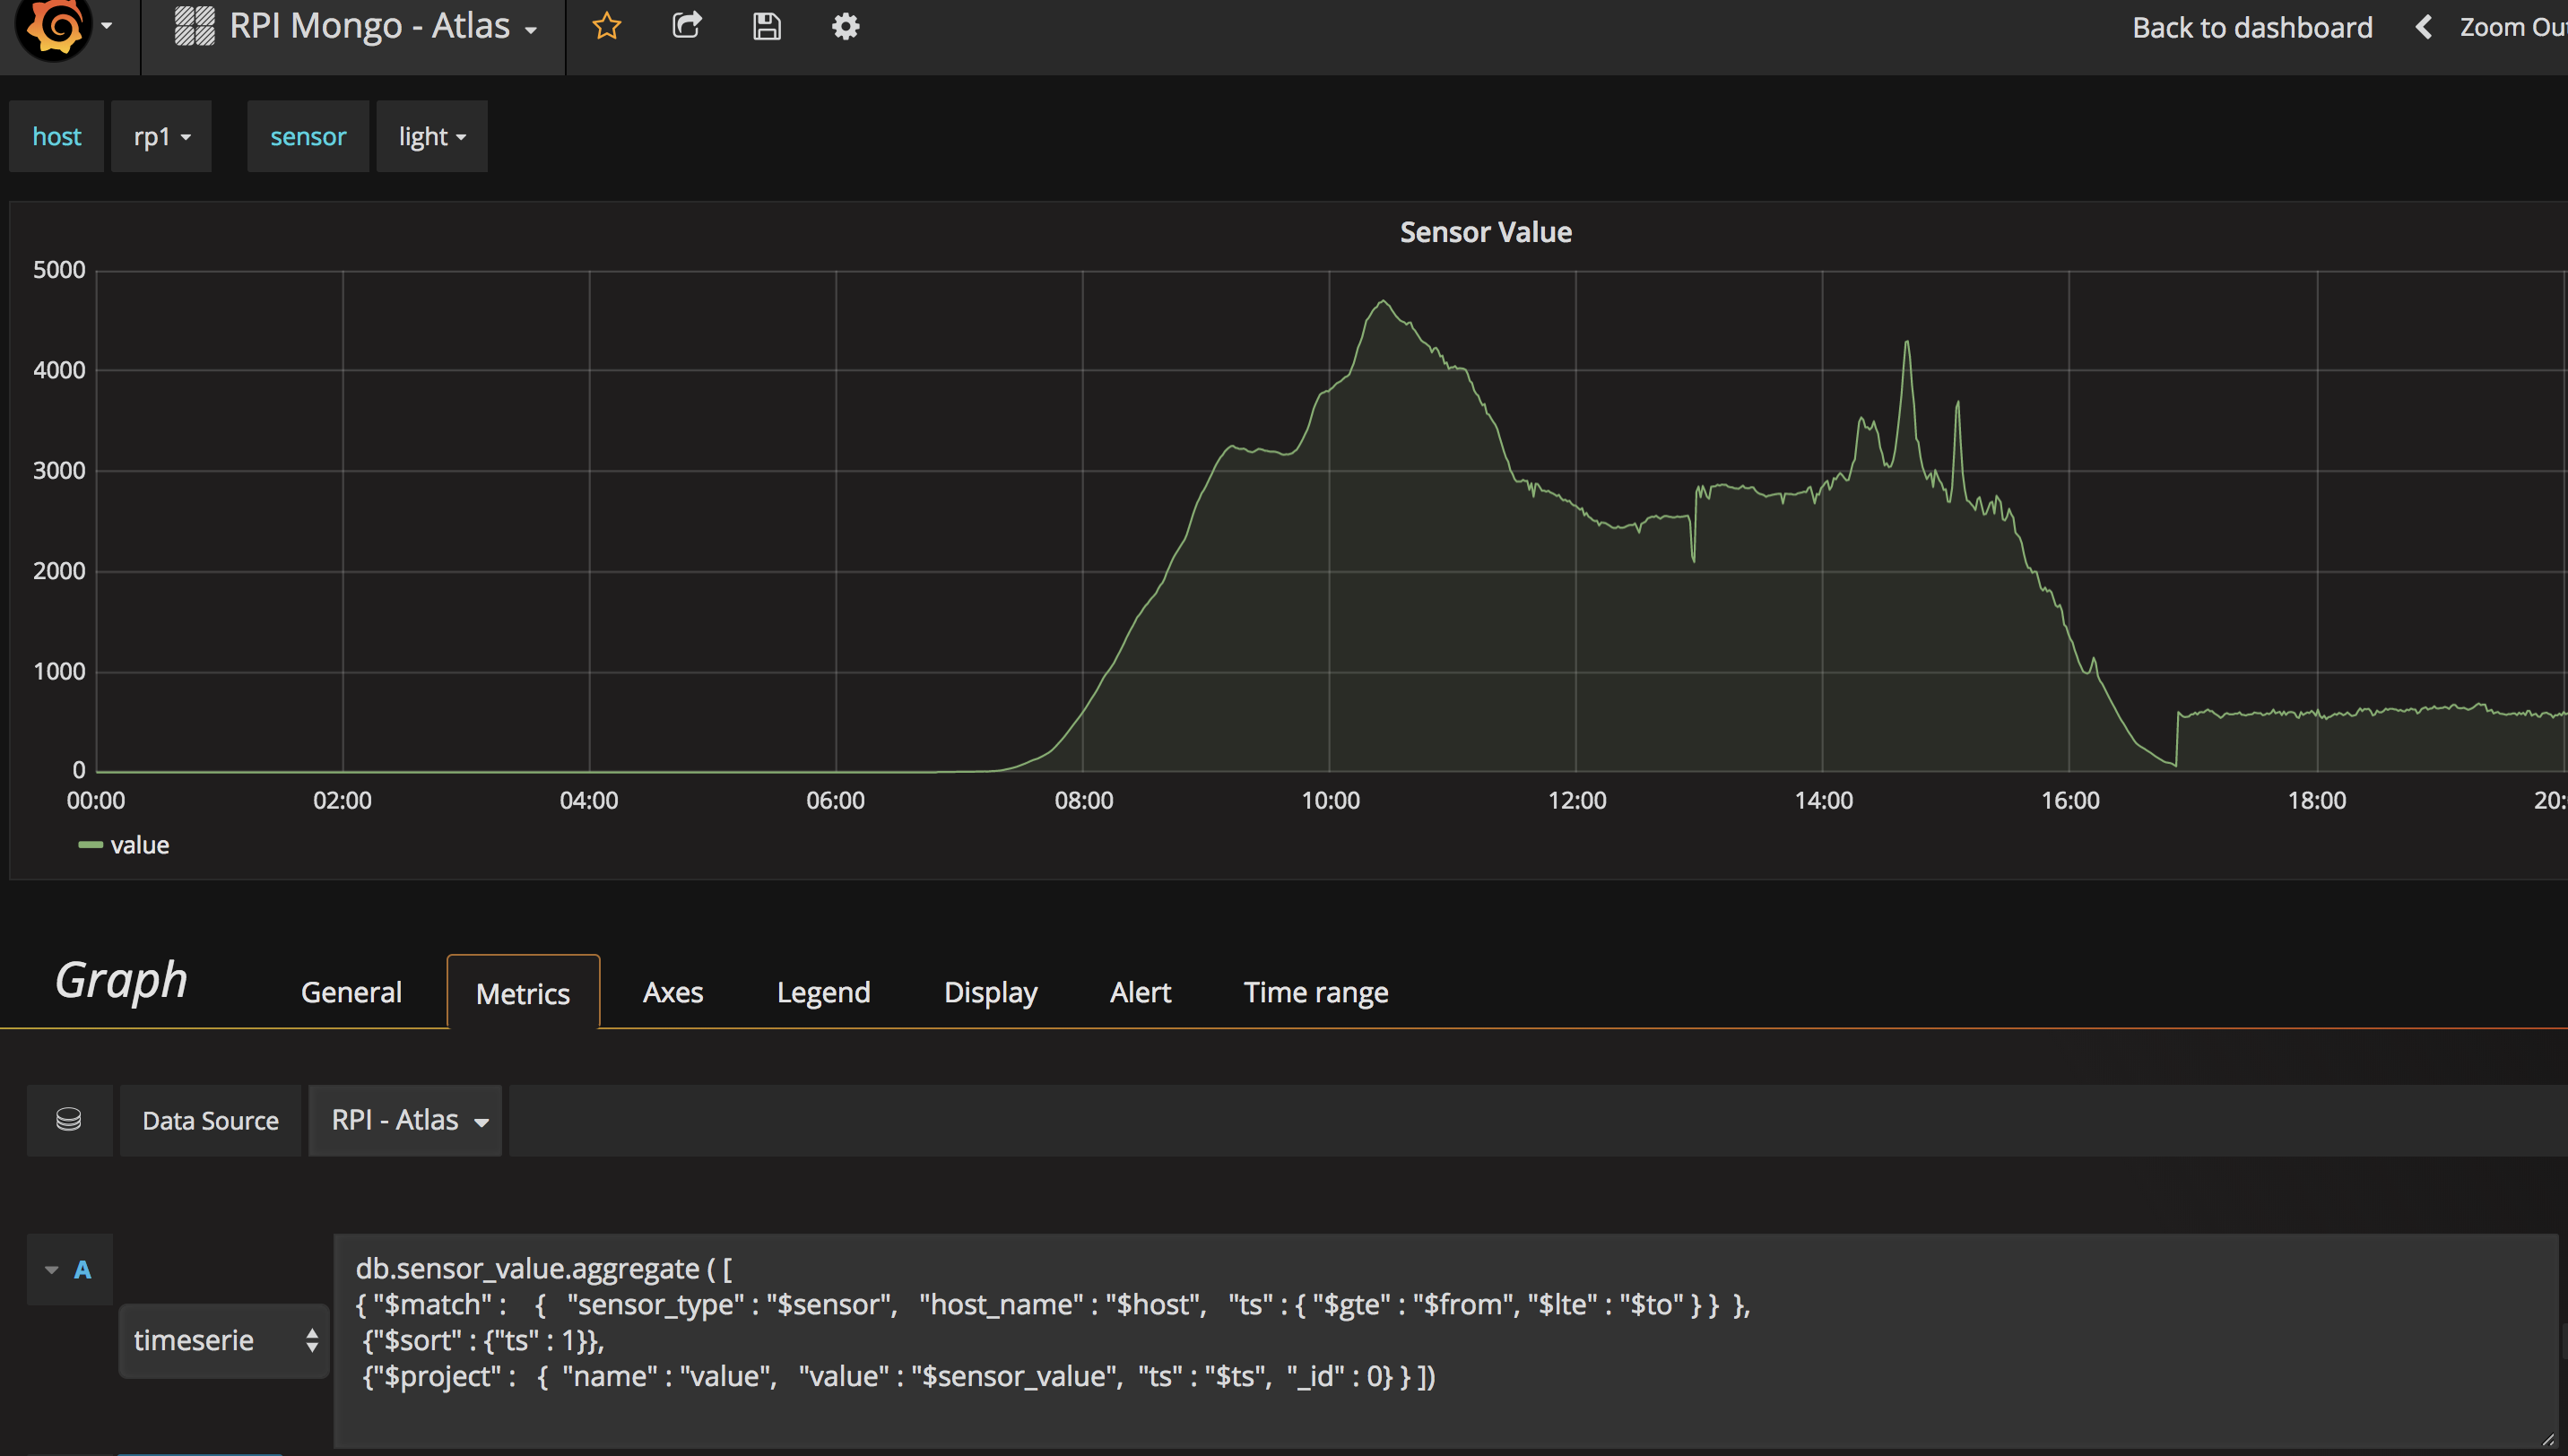 RPI Mongo - Atlas
Back to dashboard
Zoom Out
host rp1 sensor light
Sensor Value
5000
4000
3000
2000
1000
0
00:00 02:00 04:00 06:00 08:00 10:00 12:00 14:00 16:00 18:00 20:
value
Graph General Metrics Axes Legend Display Alert Time range
Data Source RPI - Atlas
A
timeserie
db.sensor_value.aggregate ( [
{ "$match" : { "sensor_type" : "$sensor", "host_name" : "$host", "ts" : { "$gte" : "$from", "$lte" : "$to" } } },
{"$sort" : {"ts" : 1}},
{"$project" : { "name" : "value", "value" : "$sensor_value", "ts" : "$ts", "_id" : 0} } ])